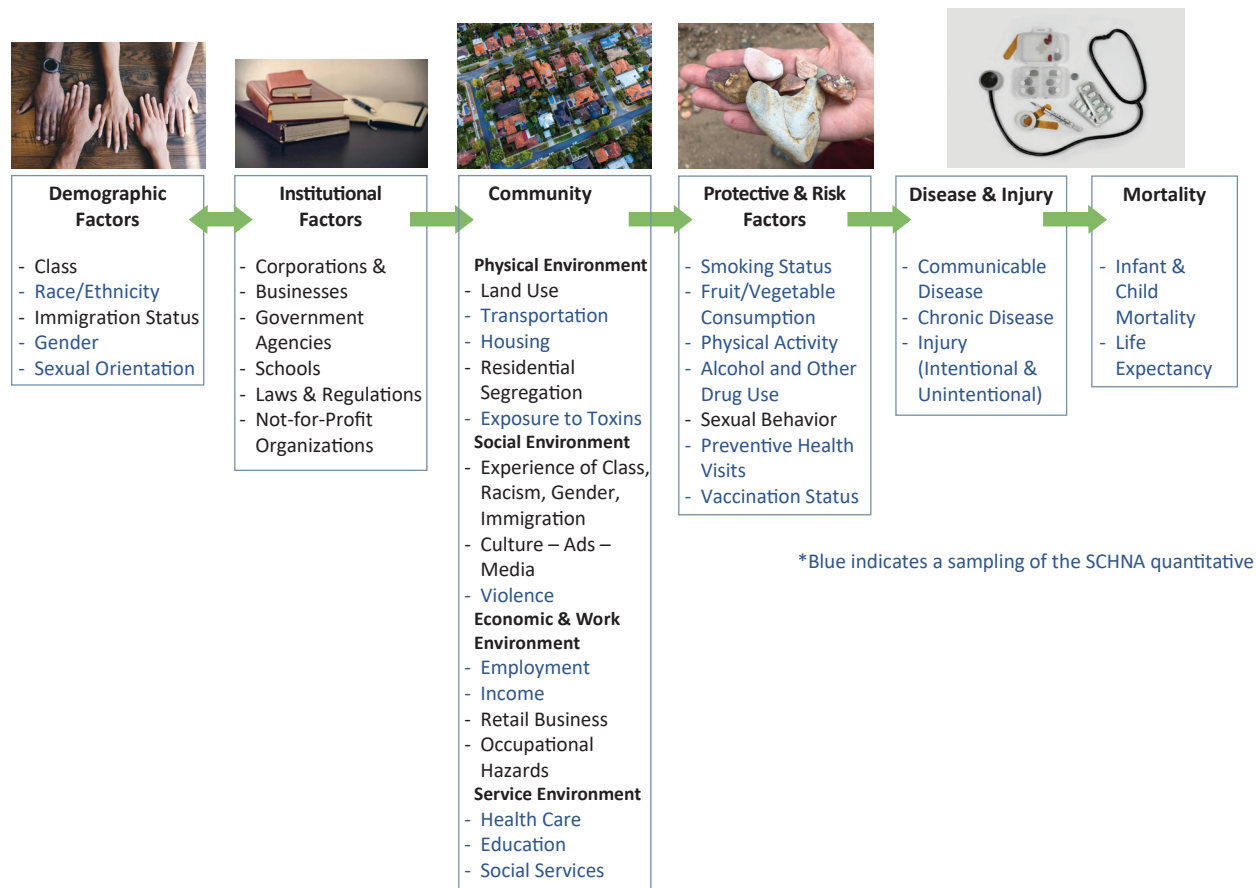 Demographic
Factors
- Class
- Race/Ethnicity
- Immigration Status
- Gender
- Sexual Orientation
Institutional
Factors
- Corporations &
- Businesses
- Government
Agencies
- Schools
- Laws & Regulations
- Not-for-Profit
Organizations
Community
Physical Environment
- Land Use
- Transportation
- Housing
- Residential
Segregation
- Exposure to Toxins
Social Environment
- Experience of Class,
Racism, Gender,
Immigration
- Culture – Ads –
Media
- Violence
Economic & Work
Environment
- Employment
- Income
- Retail Business
- Occupational
Hazards
Service Environment
- Health Care
- Education
- Social Services
Protective & Risk
Factors
- Smoking Status
- Fruit/Vegetable
Consumption
- Physical Activity
- Alcohol and Other
Drug Use
- Sexual Behavior
- Preventive Health
Visits
- Vaccination Status
Disease & Injury
- Communicable
Disease
- Chronic Disease
- Injury
(Intentional &
Unintentional)
Mortality
- Infant &
Child
Mortality
- Life
Expectancy
*Blue indicates a sampling of the SCHNA quantitative